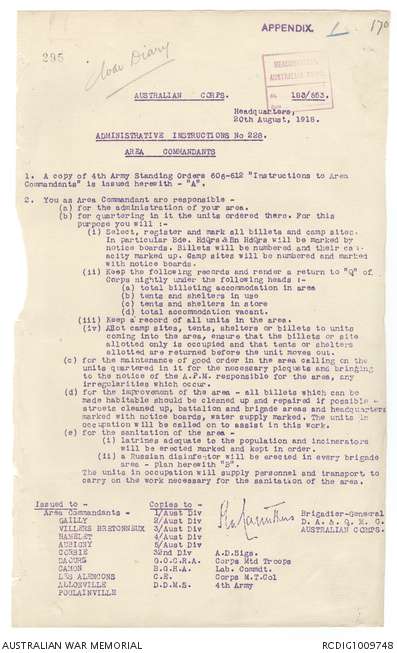 APPENDIX. 1. 170
295
War Diary
HEADQUARTERS
AUSTRALIAN CORPS
No 183/853.
AUSTRALIAN CORPS.
Headquarters,
20th August, 1918.
ADMINISTRATIVE INSTRUCTIONS No 228.
AREA COMMANDANTS
1. A copy of 4th Army Standing Orders 606-612 "Instructions to Area
Commandants" is issued herewith - "A".
2. You as Area Commandant are responsible -
(a) for the administration of your area.
(b) for quartering in it the units ordered there. For this
purpose you will :-
(i) Select, register and mark all billets and camp sites.
In particular Bde. HdQrs & Bn HdQrs will be marked by
notice boards. Billets will be numbered and their cap-
acity marked up. Camp sites will be numbered and marked
with notice boards.
(ii) Keep the following records and render a return to "Q" of
Corps nightly under the following heads :-
(a) total billeting accommodation in area
(b) tents and shelters in use
(c) tents and shelters in store
(d) total accommodation vacant.
(iii) Keep a record of all units in the area.
(iv) Allot camp sites, tents, shelters or billets to units
coming into the area, ensure that the billets or site
allotted only is occupied and that tents or shelters
allotted are returned before the unit moves out.
(c) for the maintenance of good order in the area calling on the
units quartered in it for the necessary picquets and bringing
to the notice of the A.P.M. responsible for the area, any
irregularities which occur.
(d) for the improvement of the area - all billets which can be
made habitable should be cleaned up and repaired if possible -
streets cleaned up, battalion and brigade areas and headquarters
marked with notice boards, water supply marked. The units in
occupation will be called on to assist in this work.
(e) for the sanitation of the area -
(i) latrines adequate to the population and incinerators
will be erected marked and kept in order.
(ii) a Russian disinfector will be erected in every brigade
area - plan herewith "B".
The units in occupation will supply personnel and transport to
carry on the work necessary for the sanitation of the area.
Issued to - Copies to -
Area Commandants - 1/Aust Div Brigadier-General
GAILLY 2/Aust Div D. A. & Q. M. G.
VILLERS BRETONNEUX 3/Aust Div AUSTRALIAN CORPS.
HAMELET 4/Aust Div
AUBIGNY 5/Aust Div
CORBIE 32nd Div A.D.Sigs.
DAOURS G.O.C.R.A. Corps Mtd Troops
CAMON B.G.H.A. Lab. Commdt.
LES ALENCONS C.E. Corps M.T.Col
ALLONVILLE D.D.M.S. 4th Army
POULAINVILLE
AUSTRALIAN WAR MEMORIAL RCDIG1009748